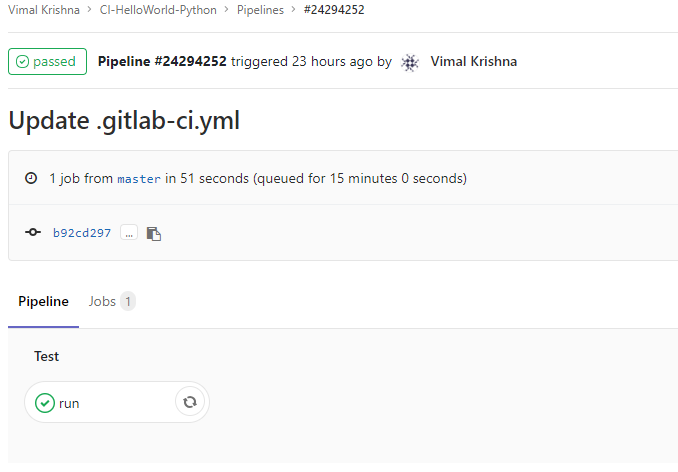 Vimal Krishna > CI-HelloWorld-Python > Pipelines > #24294252
passed Pipeline #24294252 triggered 23 hours ago by Vimal Krishna
Update .gitlab-ci.yml
1 job from master in 51 seconds (queued for 15 minutes 0 seconds)
b92cd297 ...
Pipeline Jobs 1
Test
run